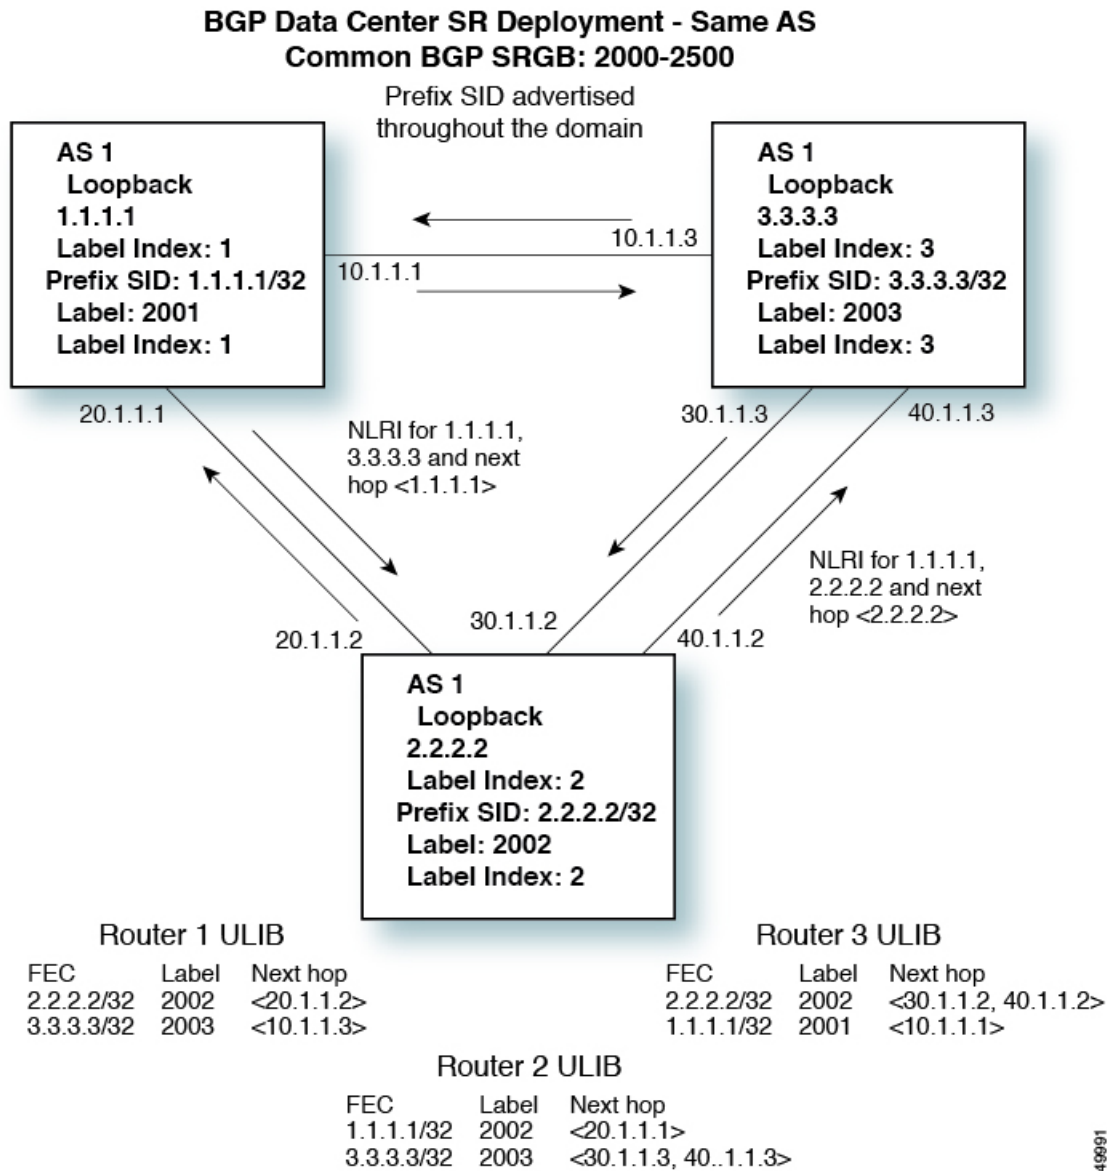 BGP Data Center SR Deployment - Same AS
Common BGP SRGB: 2000-2500
Prefix SID advertised
throughout the domain
AS 1
Loopback
1.1.1.1
Label Index: 1
Prefix SID: 1.1.1.1/32
Label: 2001
Label Index: 1
AS 1
Loopback
3.3.3.3
Label Index: 3
Prefix SID: 3.3.3.3/32
Label: 2003
Label Index: 3
10.1.1.3
10.1.1.1
20.1.1.1
30.1.1.3
40.1.1.3
NLRI for 1.1.1.1,
3.3.3.3 and next
hop <1.1.1.1>
NLRI for 1.1.1.1,
2.2.2.2 and next
hop <2.2.2.2>
20.1.1.2
30.1.1.2
40.1.1.2
AS 1
Loopback
2.2.2.2
Label Index: 2
Prefix SID: 2.2.2.2/32
Label: 2002
Label Index: 2
Router 1 ULIB
FEC Label Next hop
2.2.2.2/32 2002 <20.1.1.2>
3.3.3.3/32 2003 <10.1.1.3>
Router 3 ULIB
FEC Label Next hop
2.2.2.2/32 2002 <30.1.1.2, 40.1.1.2>
1.1.1.1/32 2001 <10.1.1.1>
Router 2 ULIB
FEC Label Next hop
1.1.1.1/32 2002 <20.1.1.1>
3.3.3.3/32 2003 <30.1.1.3, 40..1.1.3>